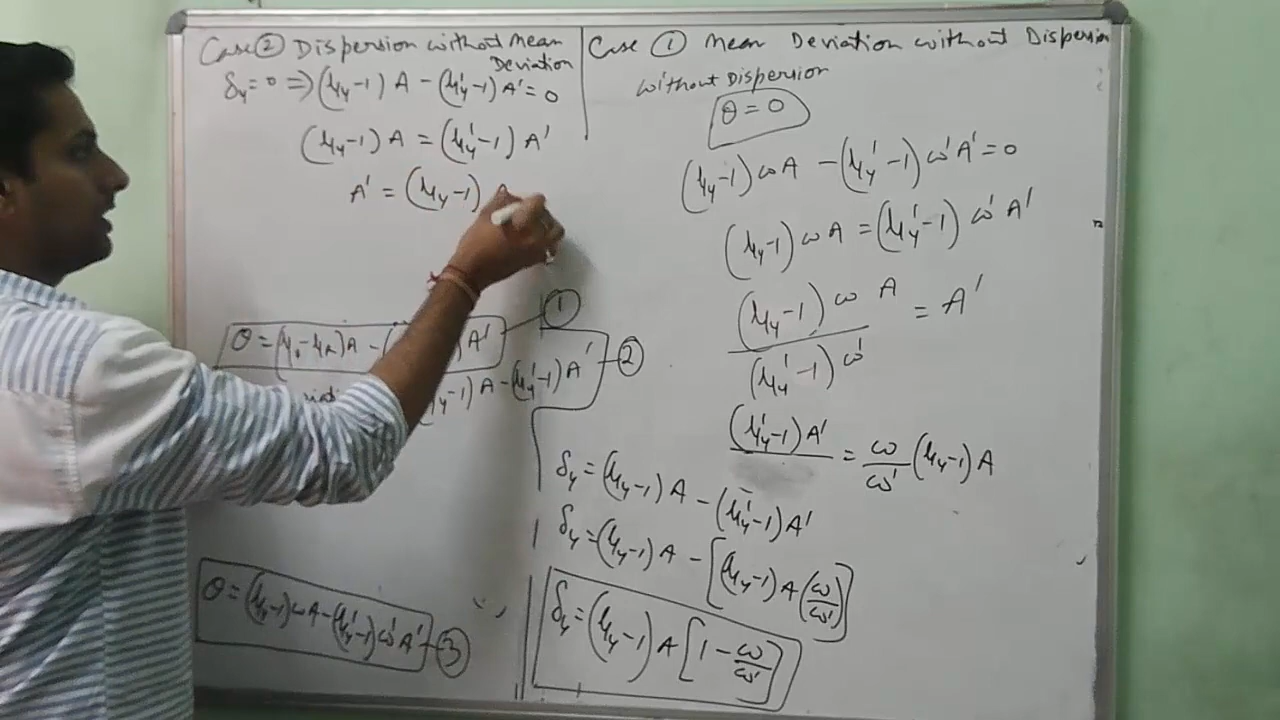 Case ② Dispersion without Mean
Deviation
δy = 0 ⇒ (μy-1) A - (μ'y-1) A' = 0
(μy-1) A = (μ'y-1) A'
A' = (μy-1)
θ = (μv-μR)A - ( ) A' — ①
y-1) A - (μ'y-1) A' — ②
θ = (μy-1)ωA - (μ'y-1) ω'A' — ③
Case ① Mean Deviation without Dispersion
without Dispersion
θ = 0
(μy-1) ωA - (μ'y-1) ω'A' = 0
(μy-1) ωA = (μ'y-1) ω'A'
(μy-1) ω A / (μ'y-1) ω' = A'
(μ'y-1)A' = ω/ω' (μy-1) A
δy = (μy-1) A - (μ'y-1)A'
δy = (μy-1) A - [(μy-1) A (ω/ω')]
δy = (μy-1) A [1 - ω/ω']